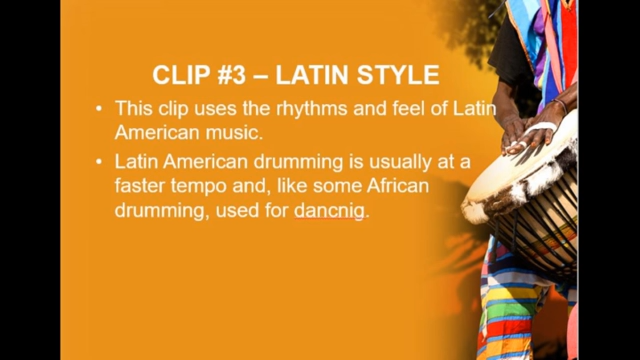 CLIP #3 – LATIN STYLE
• This clip uses the rhythms and feel of Latin
American music.
• Latin American drumming is usually at a
faster tempo and, like some African
drumming, used for dancnig.